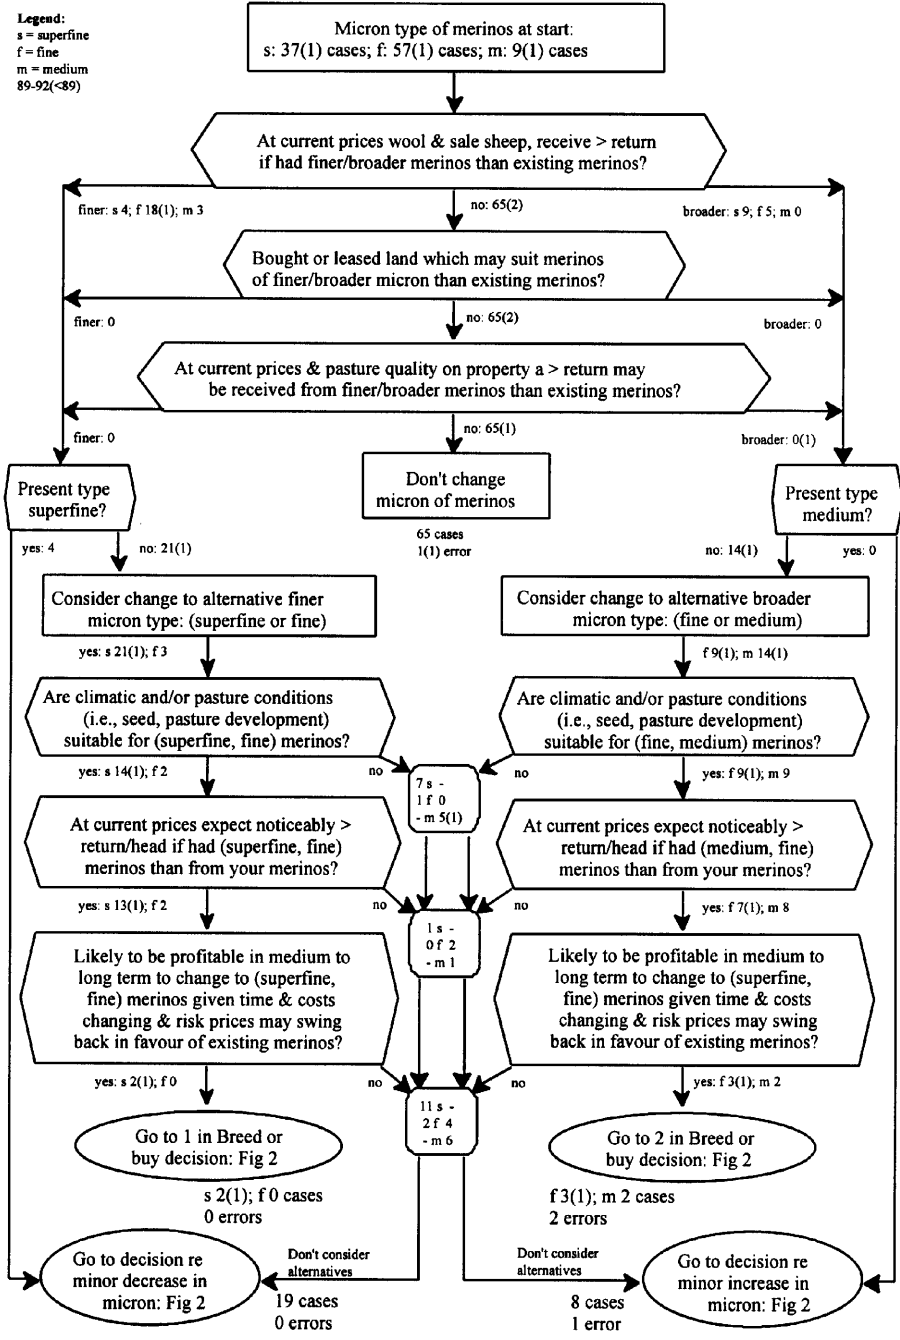 Legend:
s = superfine
f = fine
m = medium
89-92(<89)
Micron type of merinos at start:
s: 37(1) cases; f: 57(1) cases; m: 9(1) cases
At current prices wool & sale sheep, receive > return
if had finer/broader merinos than existing merinos?
finer: s 4; f 18(1); m 3
no: 65(2)
broader: s 9; f 5; m 0
Bought or leased land which may suit merinos
of finer/broader micron than existing merinos?
finer: 0
no: 65(2)
broader: 0
At current prices & pasture quality on property a > return may
be received from finer/broader merinos than existing merinos?
finer: 0
no: 65(1)
broader: 0(1)
Present type
superfine?
Don't change
micron of merinos
Present type
medium?
65 cases
1(1) error
yes: 4
no: 21(1)
no: 14(1)
yes: 0
Consider change to alternative finer
micron type: (superfine or fine)
Consider change to alternative broader
micron type: (fine or medium)
yes: s 21(1); f 3
f 9(1); m 14(1)
Are climatic and/or pasture conditions
(i.e., seed, pasture development)
suitable for (superfine, fine) merinos?
Are climatic and/or pasture conditions
(i.e., seed, pasture development)
suitable for (fine, medium) merinos?
yes: s 14(1); f 2
no
7 s -
1 f 0
- m 5(1)
no
yes: f 9(1); m 9
At current prices expect noticeably >
return/head if had (superfine, fine)
merinos than from your merinos?
At current prices expect noticeably >
return/head if had (medium, fine)
merinos than from your merinos?
yes: s 13(1); f 2
no
1 s -
0 f 2
- m 1
no
yes: f 7(1); m 8
Likely to be profitable in medium to
long term to change to (superfine,
fine) merinos given time & costs
changing & risk prices may swing
back in favour of existing merinos?
Likely to be profitable in medium to
long term to change to (superfine,
fine) merinos given time & costs
changing & risk prices may swing
back in favour of existing merinos?
yes: s 2(1); f 0
no
11 s -
2 f 4
- m 6
no
yes: f 3(1); m 2
Go to 1 in Breed or
buy decision: Fig 2
Go to 2 in Breed or
buy decision: Fig 2
s 2(1); f 0 cases
0 errors
f 3(1); m 2 cases
2 errors
Go to decision re
minor decrease in
micron: Fig 2
Don't consider
alternatives
19 cases
0 errors
Don't consider
alternatives
8 cases
1 error
Go to decision re
minor increase in
micron: Fig 2